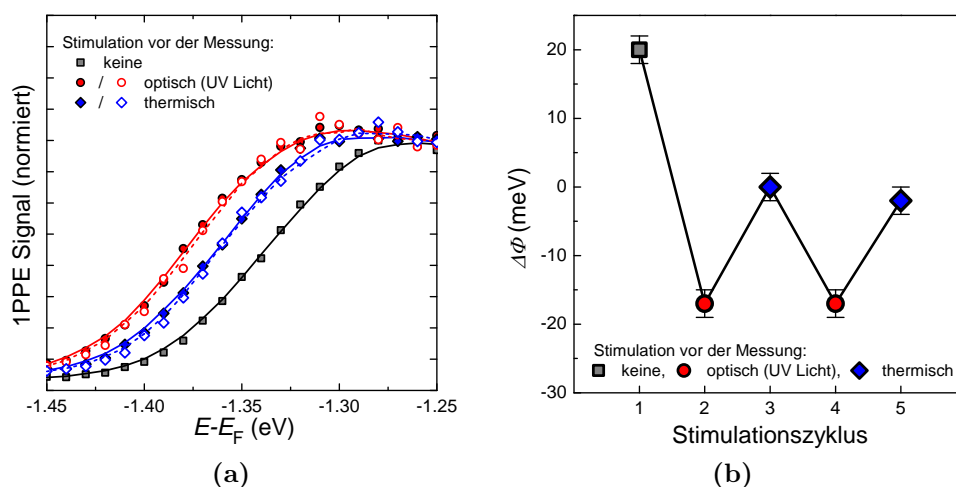 Stimulation vor der Messung:
keine
/ optisch (UV Licht)
/ thermisch
1PPE Signal (normiert)
-1.45 -1.40 -1.35 -1.30 -1.25
E-E_F (eV)
(a)
20
10
0
-10
-20
-30
ΔΦ (meV)
Stimulation vor der Messung:
keine, optisch (UV Licht), thermisch
1 2 3 4 5
Stimulationszyklus
(b)